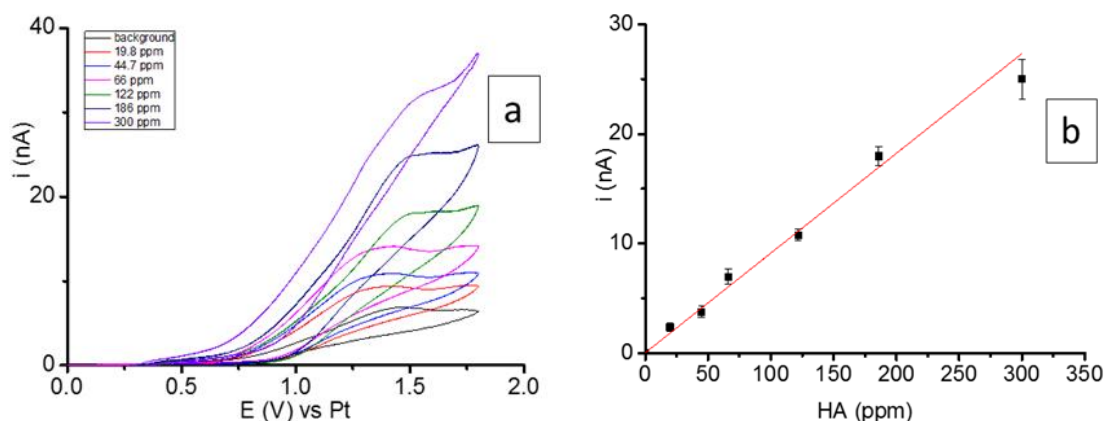 40
20
0
i (nA)
background
19.8 ppm
44.7 ppm
66 ppm
122 ppm
186 ppm
300 ppm
a
0.0 0.5 1.0 1.5 2.0
E (V) vs Pt
30
20
10
0
i (nA)
b
0 50 100 150 200 250 300 350
HA (ppm)